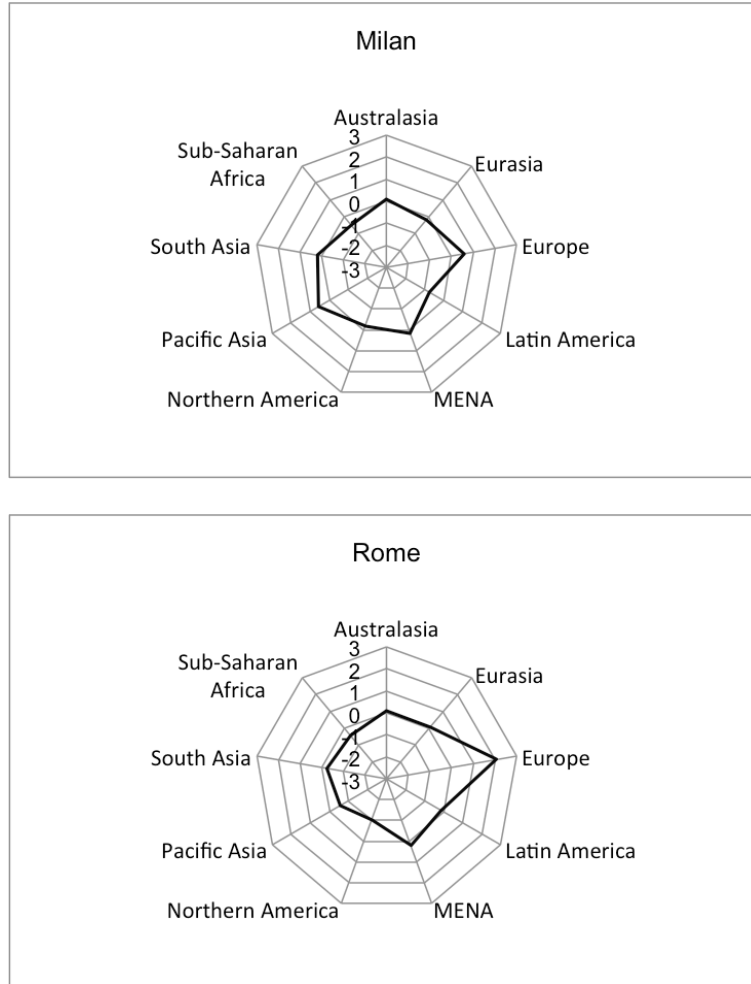 Milan
Australasia
3
2
1
0
-1
-2
-3
Eurasia
Europe
Latin America
MENA
Northern America
Pacific Asia
South Asia
Sub-Saharan
Africa
Rome
Australasia
3
2
1
0
-1
-2
-3
Eurasia
Europe
Latin America
MENA
Northern America
Pacific Asia
South Asia
Sub-Saharan
Africa